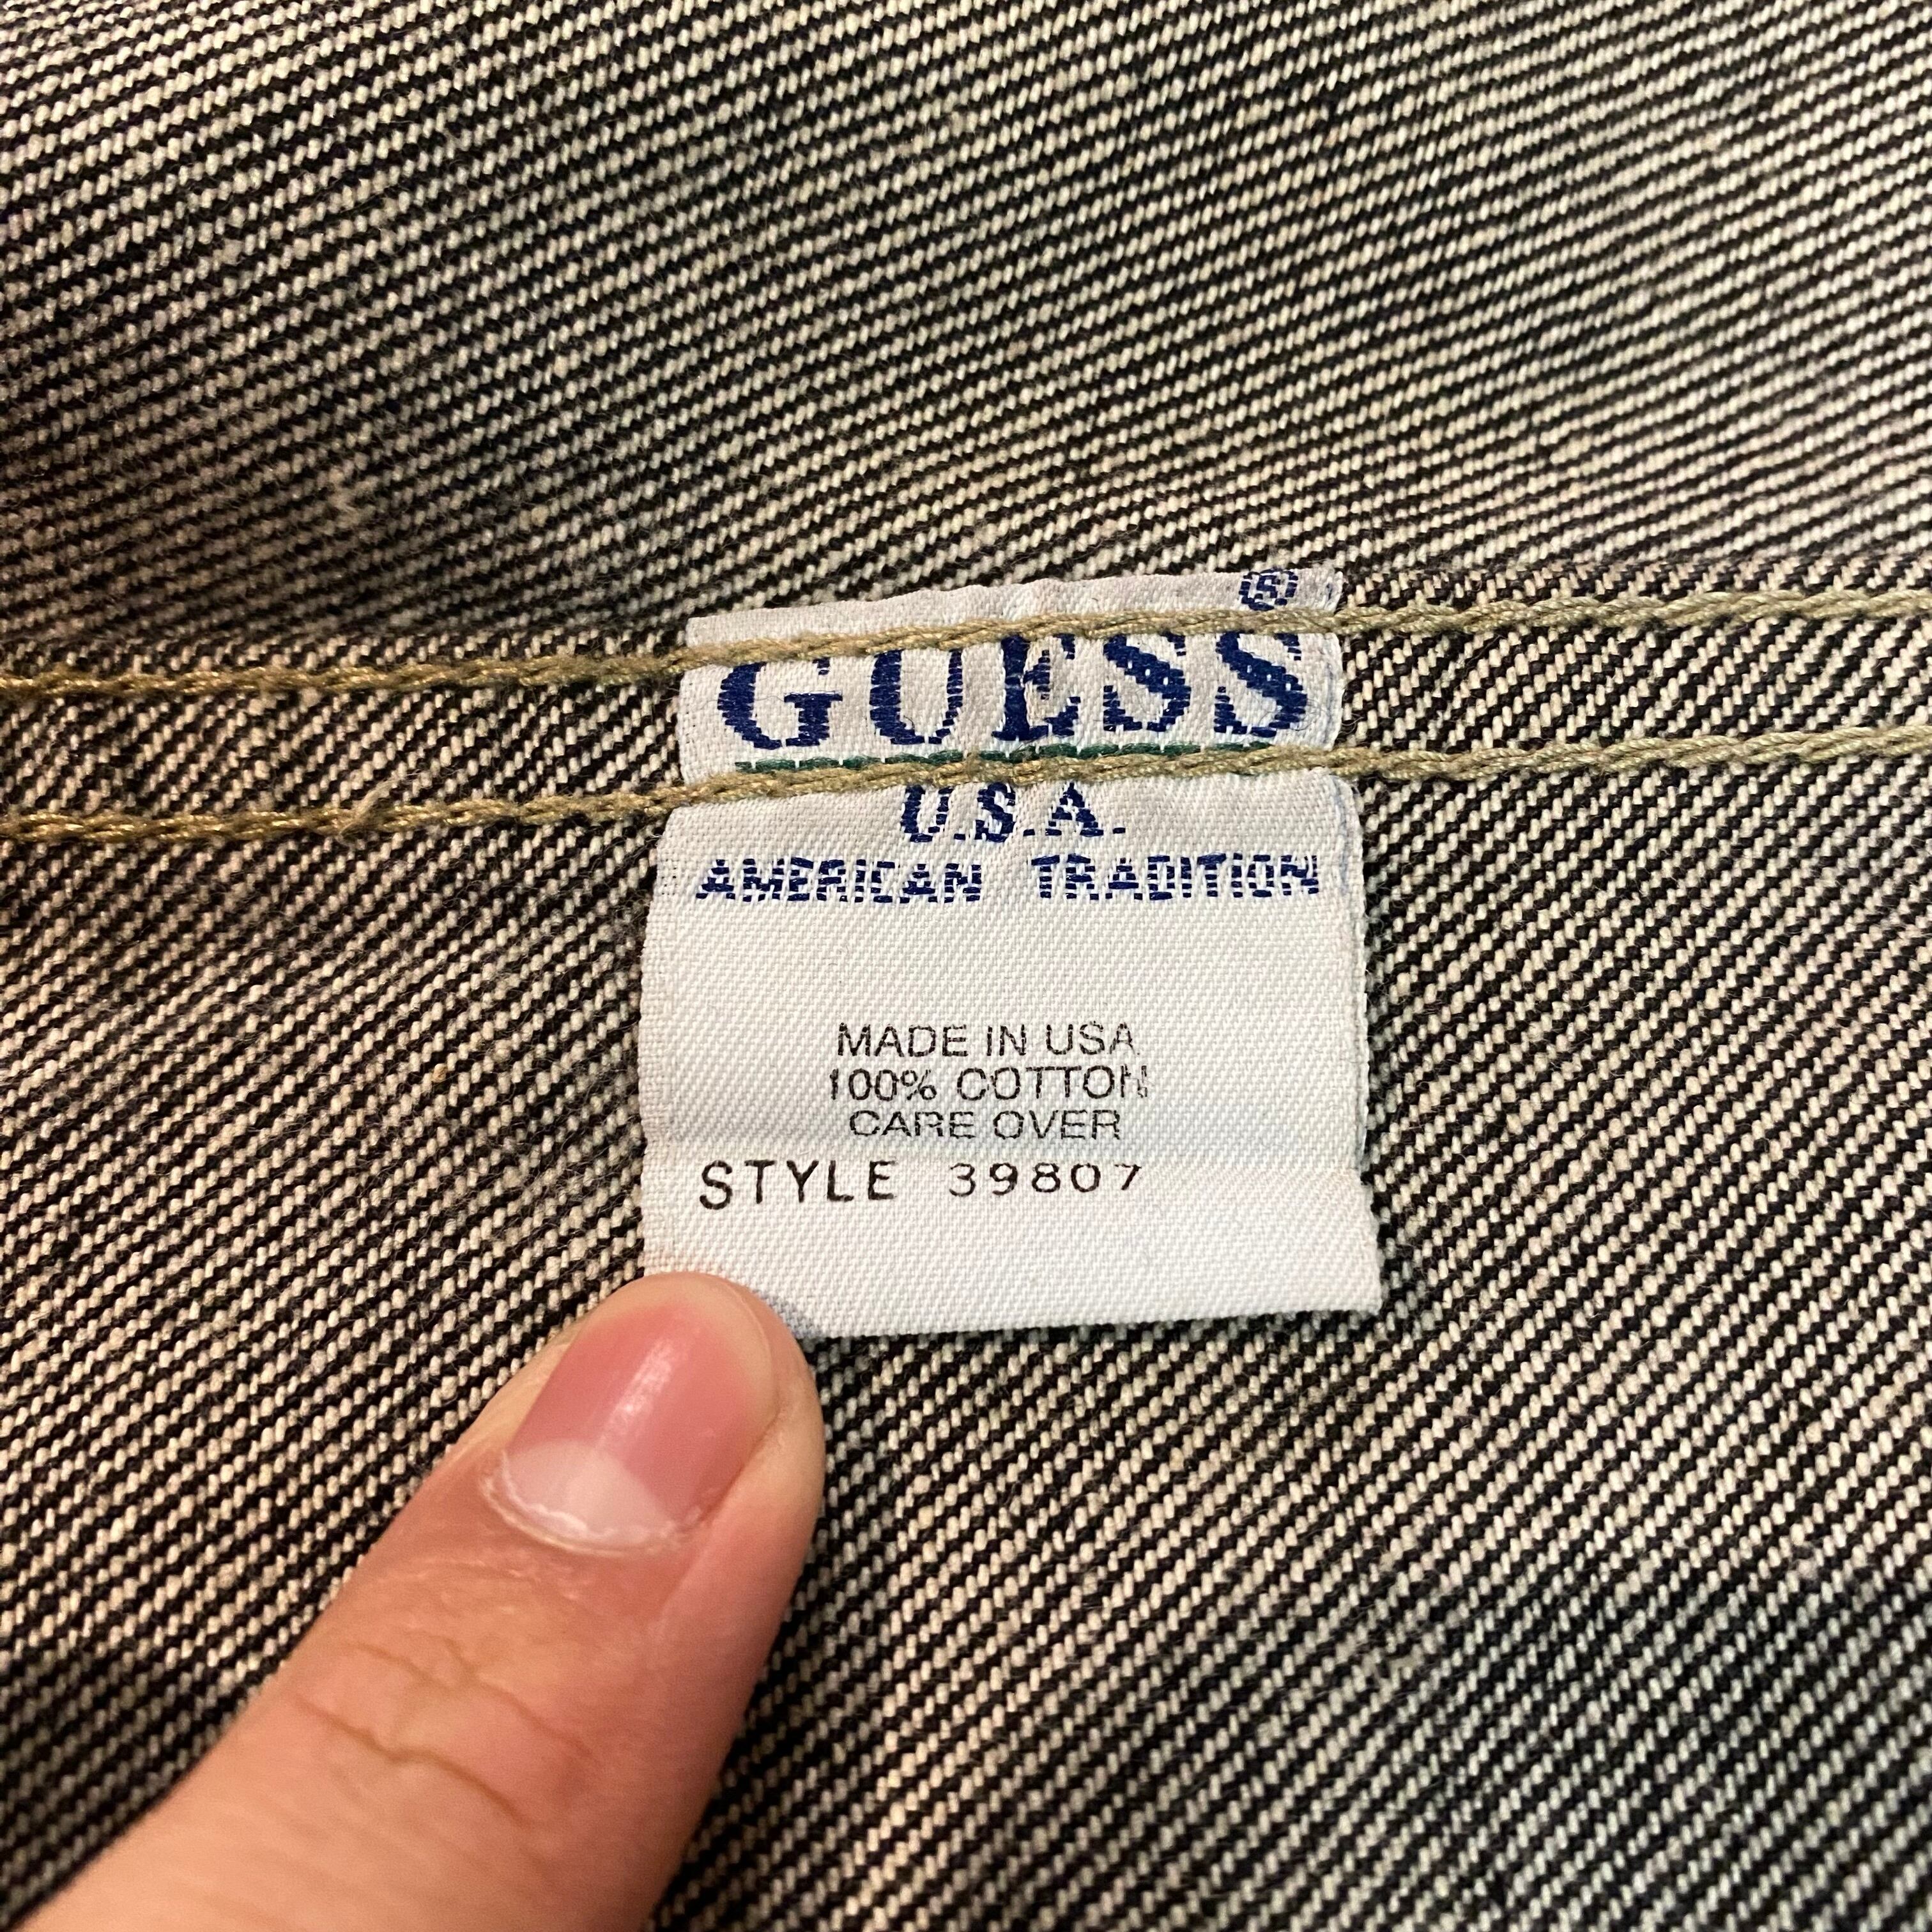 ®
GUESS
U.S.A.
AMERICAN TRADITION
MADE IN USA
100% COTTON
CARE OVER
STYLE 39807